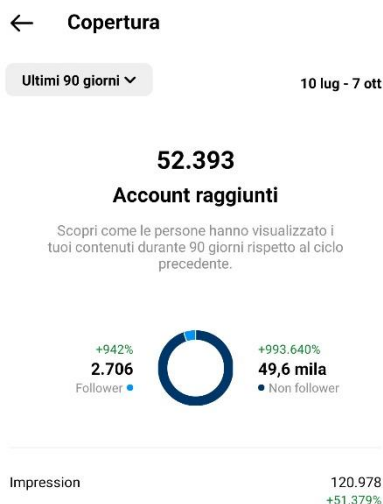 Copertura
Ultimi 90 giorni
10 lug - 7 ott
52.393
Account raggiunti
Scopri come le persone hanno visualizzato i
tuoi contenuti durante 90 giorni rispetto al ciclo
precedente.
+942%
2.706
Follower
+993.640%
49,6 mila
Non follower
Impression
120.978
+51.379%